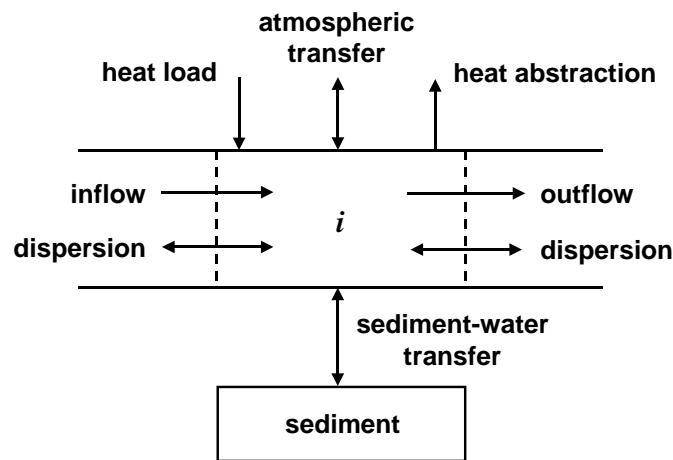 atmospheric
transfer
heat load
heat abstraction
inflow
outflow
i
dispersion
dispersion
sediment-water
transfer
sediment